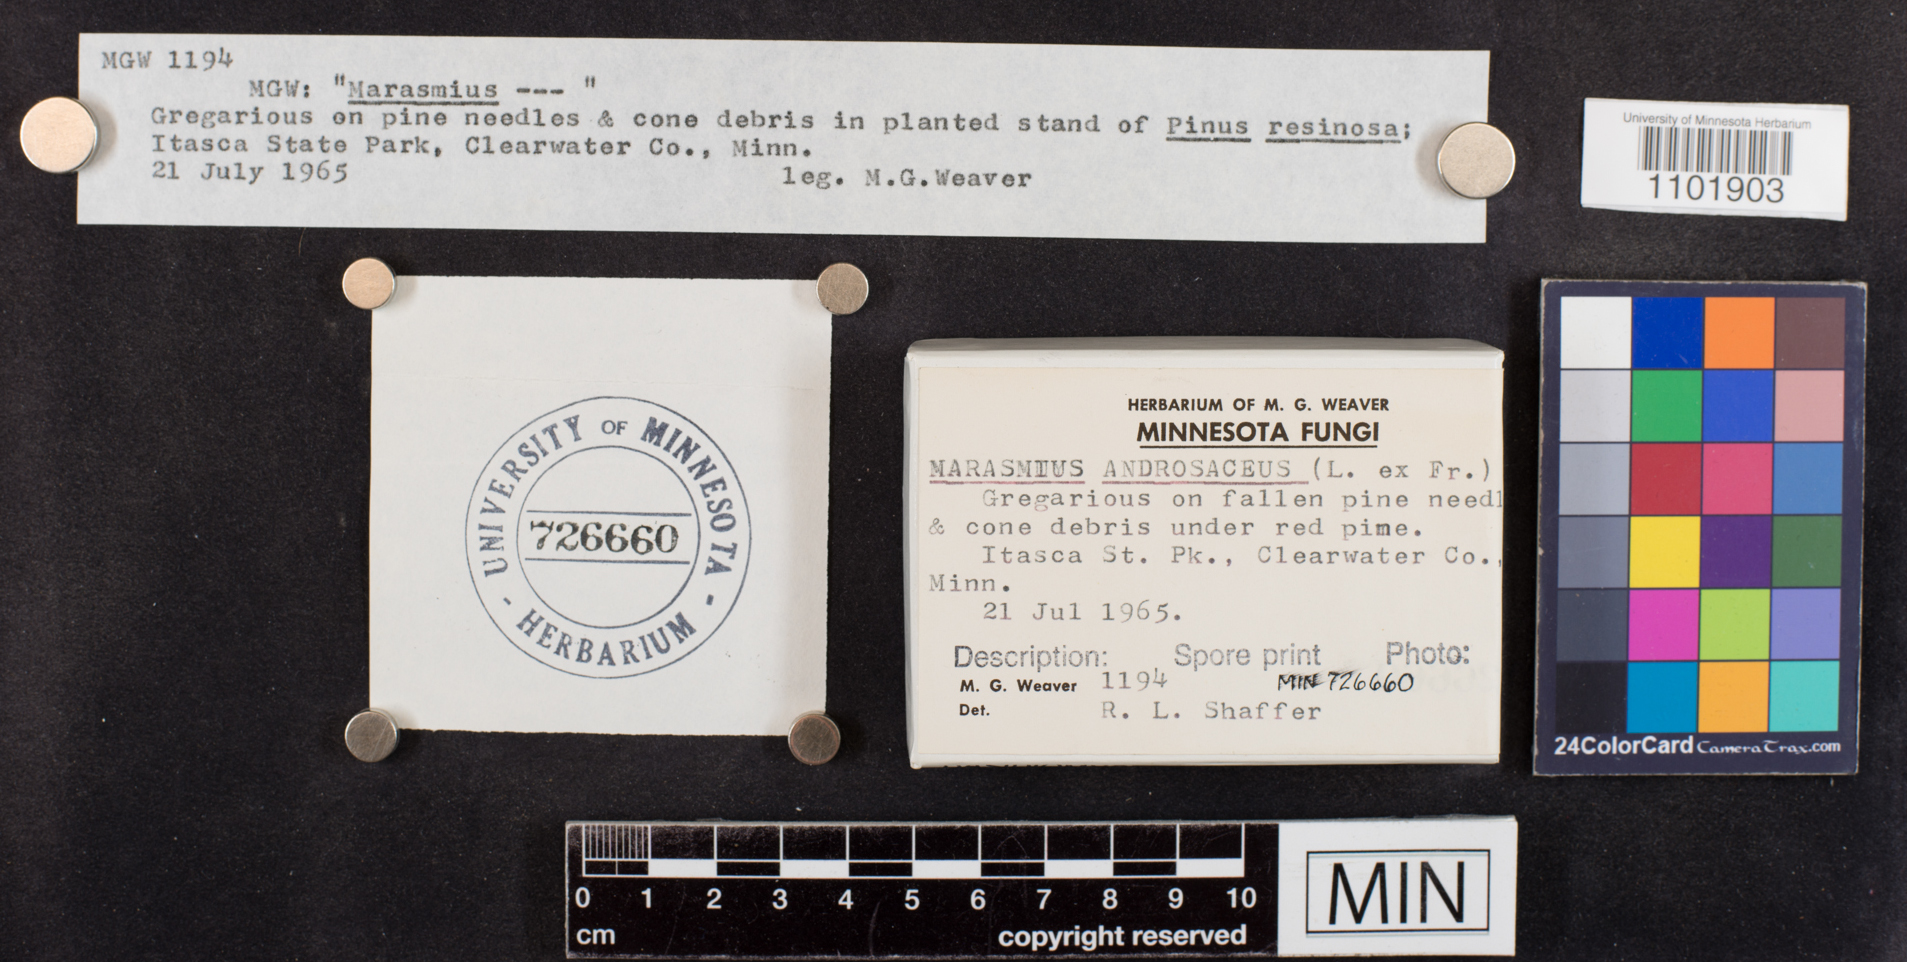 MGW 1194
MGW: "Marasmius --- "
Gregarious on pine needles & cone debris in planted stand of Pinus resinosa;
Itasca State Park, Clearwater Co., Minn.
21 July 1965 leg. M.G.Weaver
University of Minnesota Herbarium
1101903
UNIVERSITY OF MINNESOTA
726660
- HERBARIUM -
HERBARIUM OF M. G. WEAVER
MINNESOTA FUNGI
MARASMIUS ANDROSACEUS (L. ex Fr.)
Gregarious on fallen pine needl
& cone debris under red pime.
Itasca St. Pk., Clearwater Co.,
Minn.
21 Jul 1965.
Description: Spore print Photo:
M. G. Weaver 1194 MIN 726660
Det. R. L. Shaffer
24ColorCard CameraTrax.com
0 1 2 3 4 5 6 7 8 9 10
cm copyright reserved
MIN